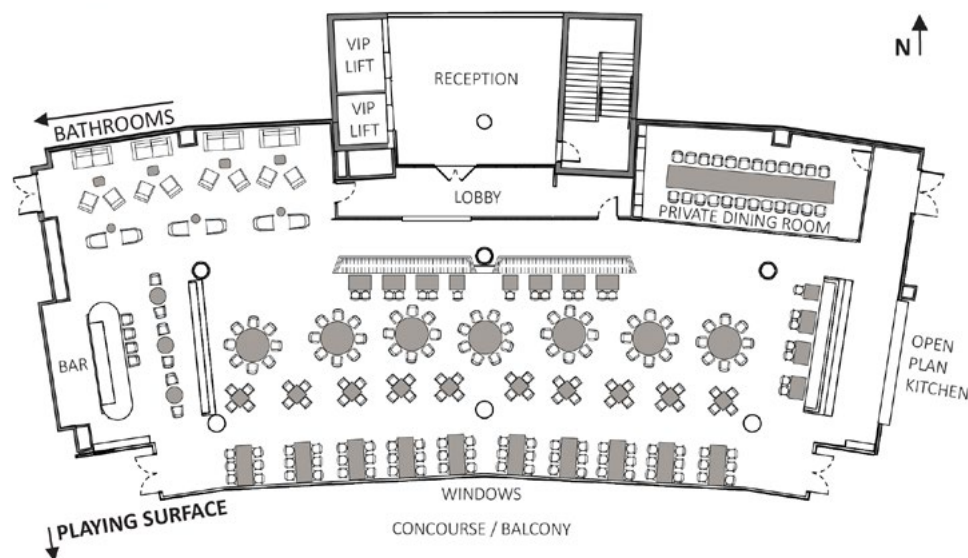 N
VIP
LIFT
RECEPTION
VIP
LIFT
BATHROOMS
LOBBY
PRIVATE DINING ROOM
BAR
OPEN
PLAN
KITCHEN
WINDOWS
PLAYING SURFACE
CONCOURSE / BALCONY